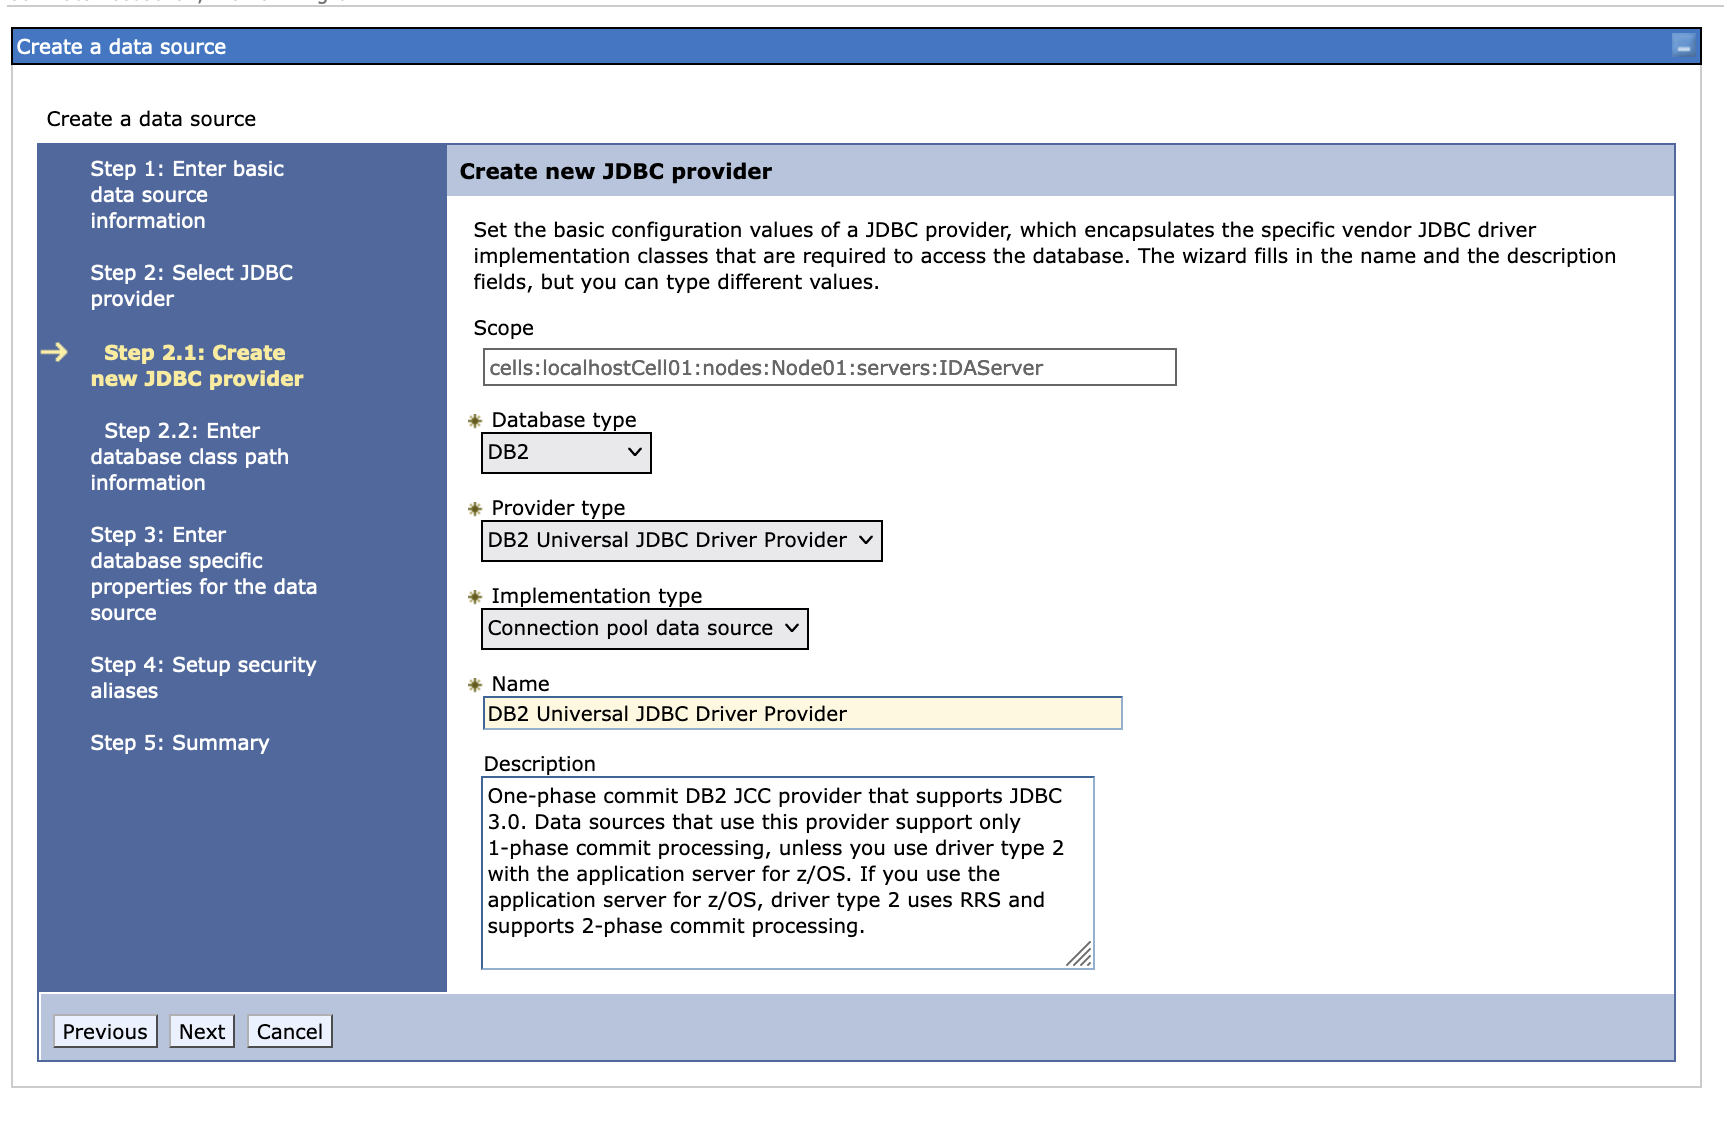 Create a data source
Create a data source
Step 1: Enter basic
data source
information
Step 2: Select JDBC
provider
Step 2.1: Create
new JDBC provider
Step 2.2: Enter
database class path
information
Step 3: Enter
database specific
properties for the data
source
Step 4: Setup security
aliases
Step 5: Summary
Create new JDBC provider
Set the basic configuration values of a JDBC provider, which encapsulates the specific vendor JDBC driver
implementation classes that are required to access the database. The wizard fills in the name and the description
fields, but you can type different values.
Scope
cells:localhostCell01:nodes:Node01:servers:IDAServer
Database type
DB2
Provider type
DB2 Universal JDBC Driver Provider
Implementation type
Connection pool data source
Name
DB2 Universal JDBC Driver Provider
Description
One-phase commit DB2 JCC provider that supports JDBC
3.0. Data sources that use this provider support only
1-phase commit processing, unless you use driver type 2
with the application server for z/OS. If you use the
application server for z/OS, driver type 2 uses RRS and
supports 2-phase commit processing.
Previous Next Cancel